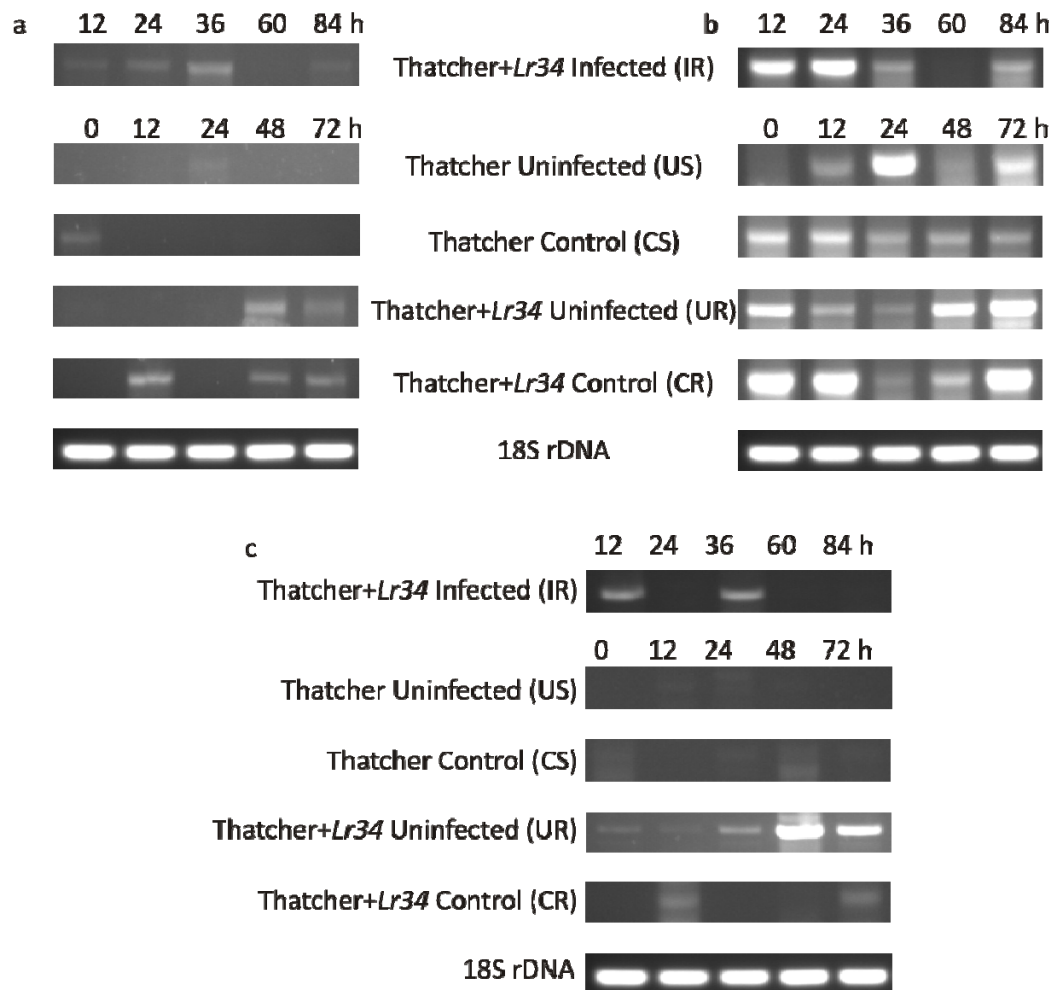 a 12 24 36 60 84 h b 12 24 36 60 84 h
Thatcher+Lr34 Infected (IR)
0 12 24 48 72 h 0 12 24 48 72 h
Thatcher Uninfected (US)
Thatcher Control (CS)
Thatcher+Lr34 Uninfected (UR)
Thatcher+Lr34 Control (CR)
18S rDNA
c 12 24 36 60 84 h
Thatcher+Lr34 Infected (IR)
0 12 24 48 72 h
Thatcher Uninfected (US)
Thatcher Control (CS)
Thatcher+Lr34 Uninfected (UR)
Thatcher+Lr34 Control (CR)
18S rDNA